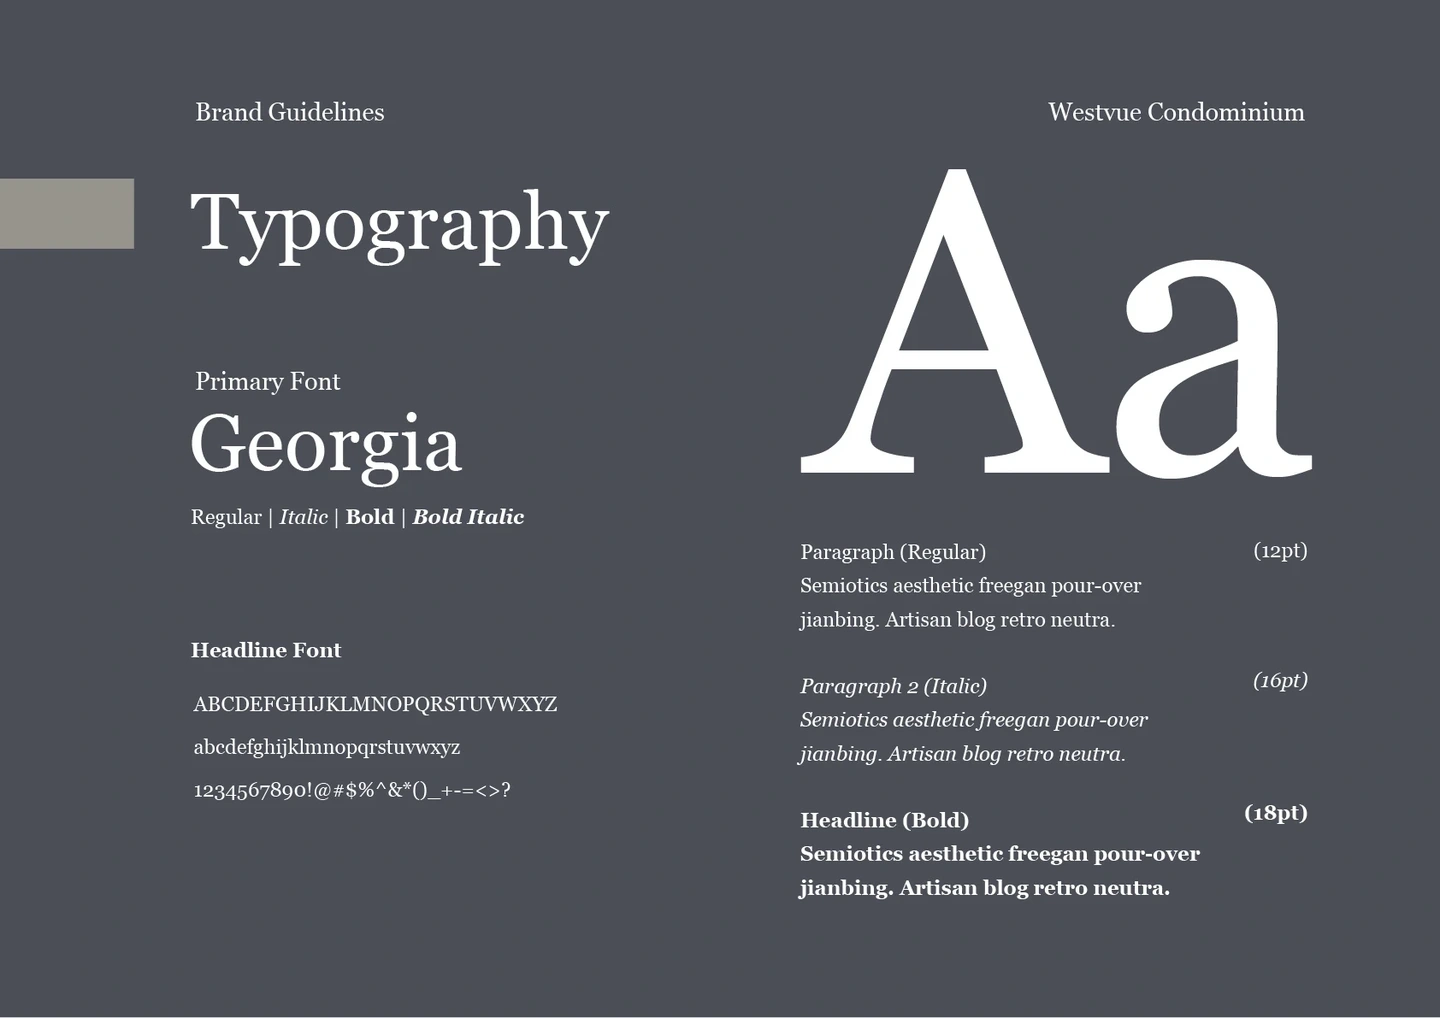 Brand Guidelines
Westvue Condominium
Typography
Aa
Primary Font
Georgia
Regular | Italic | Bold | Bold Italic
Headline Font
ABCDEFGHIJKLMNOPQRSTUVWXYZ
abcdefghijklmnopqrstuvwxyz
1234567890!@#$%^&*()_+-=<>?
Paragraph (Regular) (12pt)
Semiotics aesthetic freegan pour-over
jianbing. Artisan blog retro neutra.
Paragraph 2 (Italic) (16pt)
Semiotics aesthetic freegan pour-over
jianbing. Artisan blog retro neutra.
Headline (Bold) (18pt)
Semiotics aesthetic freegan pour-over
jianbing. Artisan blog retro neutra.